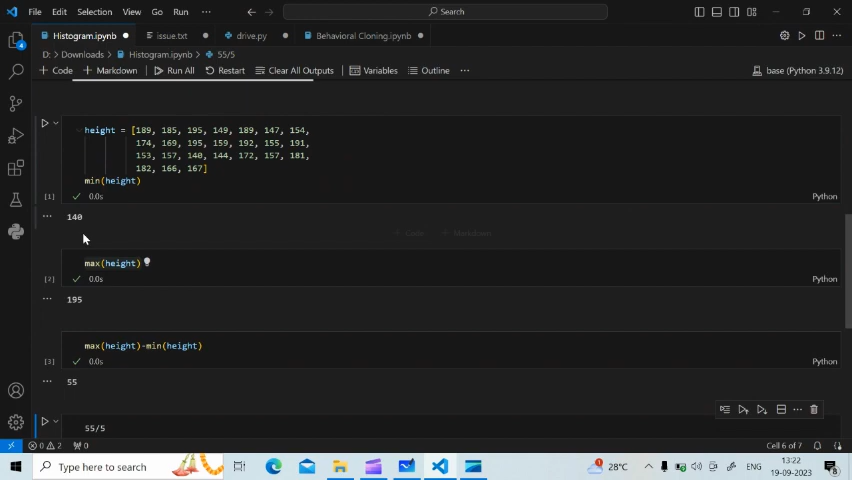 File Edit Selection View Go Run ··· Search
Histogram.ipynb issue.txt drive.py Behavioral Cloning.ipynb
D: > Downloads > Histogram.ipynb > 55/5
+ Code + Markdown Run All Restart Clear All Outputs Variables Outline ··· base (Python 3.9.12)
height = [189, 185, 195, 149, 189, 147, 154,
174, 169, 195, 159, 192, 155, 191,
153, 157, 140, 144, 172, 157, 181,
182, 166, 167]
min(height)
[1] 0.0s Python
140
+ Code + Markdown
max(height)
[2] 0.0s Python
195
max(height)-min(height)
[3] 0.0s Python
55
55/5
0 2 0 Cell 6 of 7
Type here to search 28°C ENG 13:22
19-09-2023